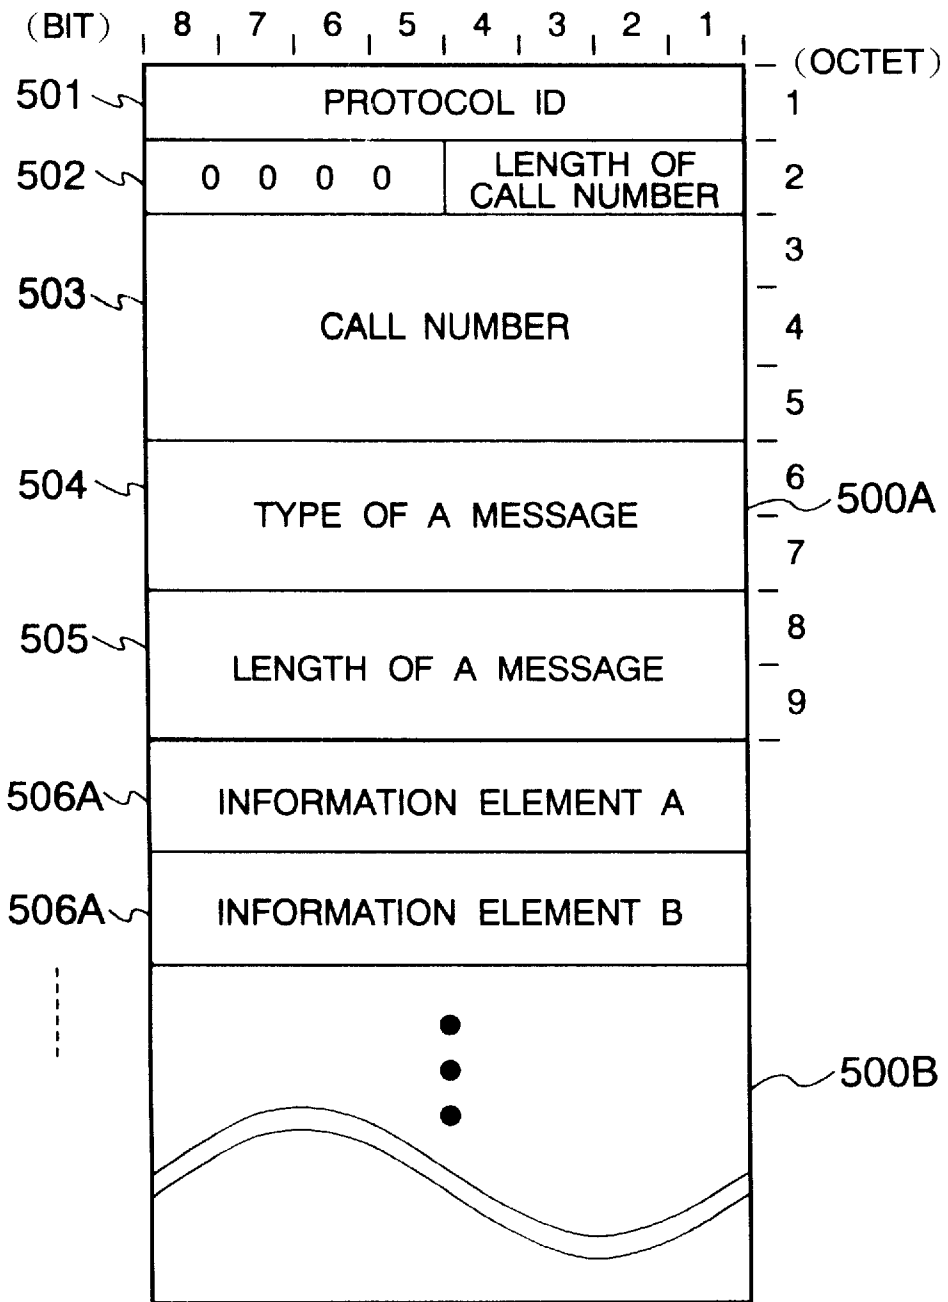 (BIT) 8 7 6 5 4 3 2 1
(OCTET)
501 PROTOCOL ID 1
502 0 0 0 0 LENGTH OF CALL NUMBER 2
3
503 CALL NUMBER 4
5
504 6
TYPE OF A MESSAGE 500A
7
505 8
LENGTH OF A MESSAGE
9
506A INFORMATION ELEMENT A
506A INFORMATION ELEMENT B
500B